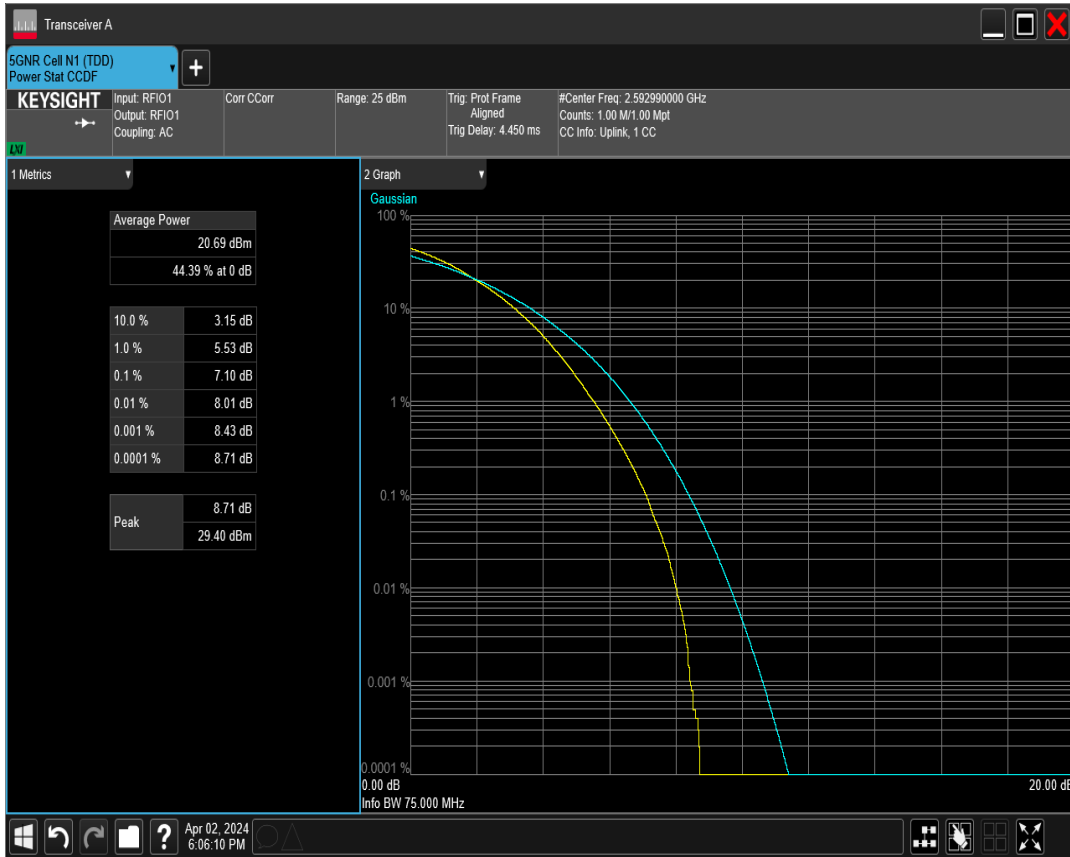 Transceiver A
5GNR Cell N1 (TDD)
Power Stat CCDF
KEYSIGHT
LXI
Input: RFIO1
Output: RFIO1
Coupling: AC
Corr CCorr
Range: 25 dBm
Trig: Prot Frame
Aligned
Trig Delay: 4.450 ms
#Center Freq: 2.592990000 GHz
Counts: 1.00 M/1.00 Mpt
CC Info: Uplink, 1 CC
1 Metrics
Average Power
20.69 dBm
44.39 % at 0 dB
10.0 % 3.15 dB
1.0 % 5.53 dB
0.1 % 7.10 dB
0.01 % 8.01 dB
0.001 % 8.43 dB
0.0001 % 8.71 dB
Peak
8.71 dB
29.40 dBm
2 Graph
Gaussian
100 %
10 %
1 %
0.1 %
0.01 %
0.001 %
0.0001 %
0.00 dB 20.00 dB
Info BW 75.000 MHz
? Apr 02, 2024
6:06:10 PM